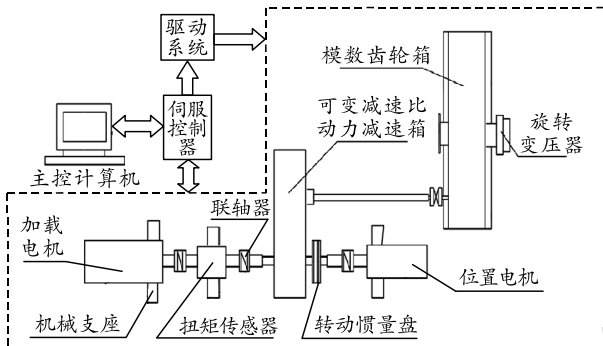 驱动
系统
伺服
控制
器
主控计算机
模数齿轮箱
可变减速比
动力减速箱
旋转
变压器
联轴器
加载
电机
位置电机
机械支座
扭矩传感器
转动惯量盘